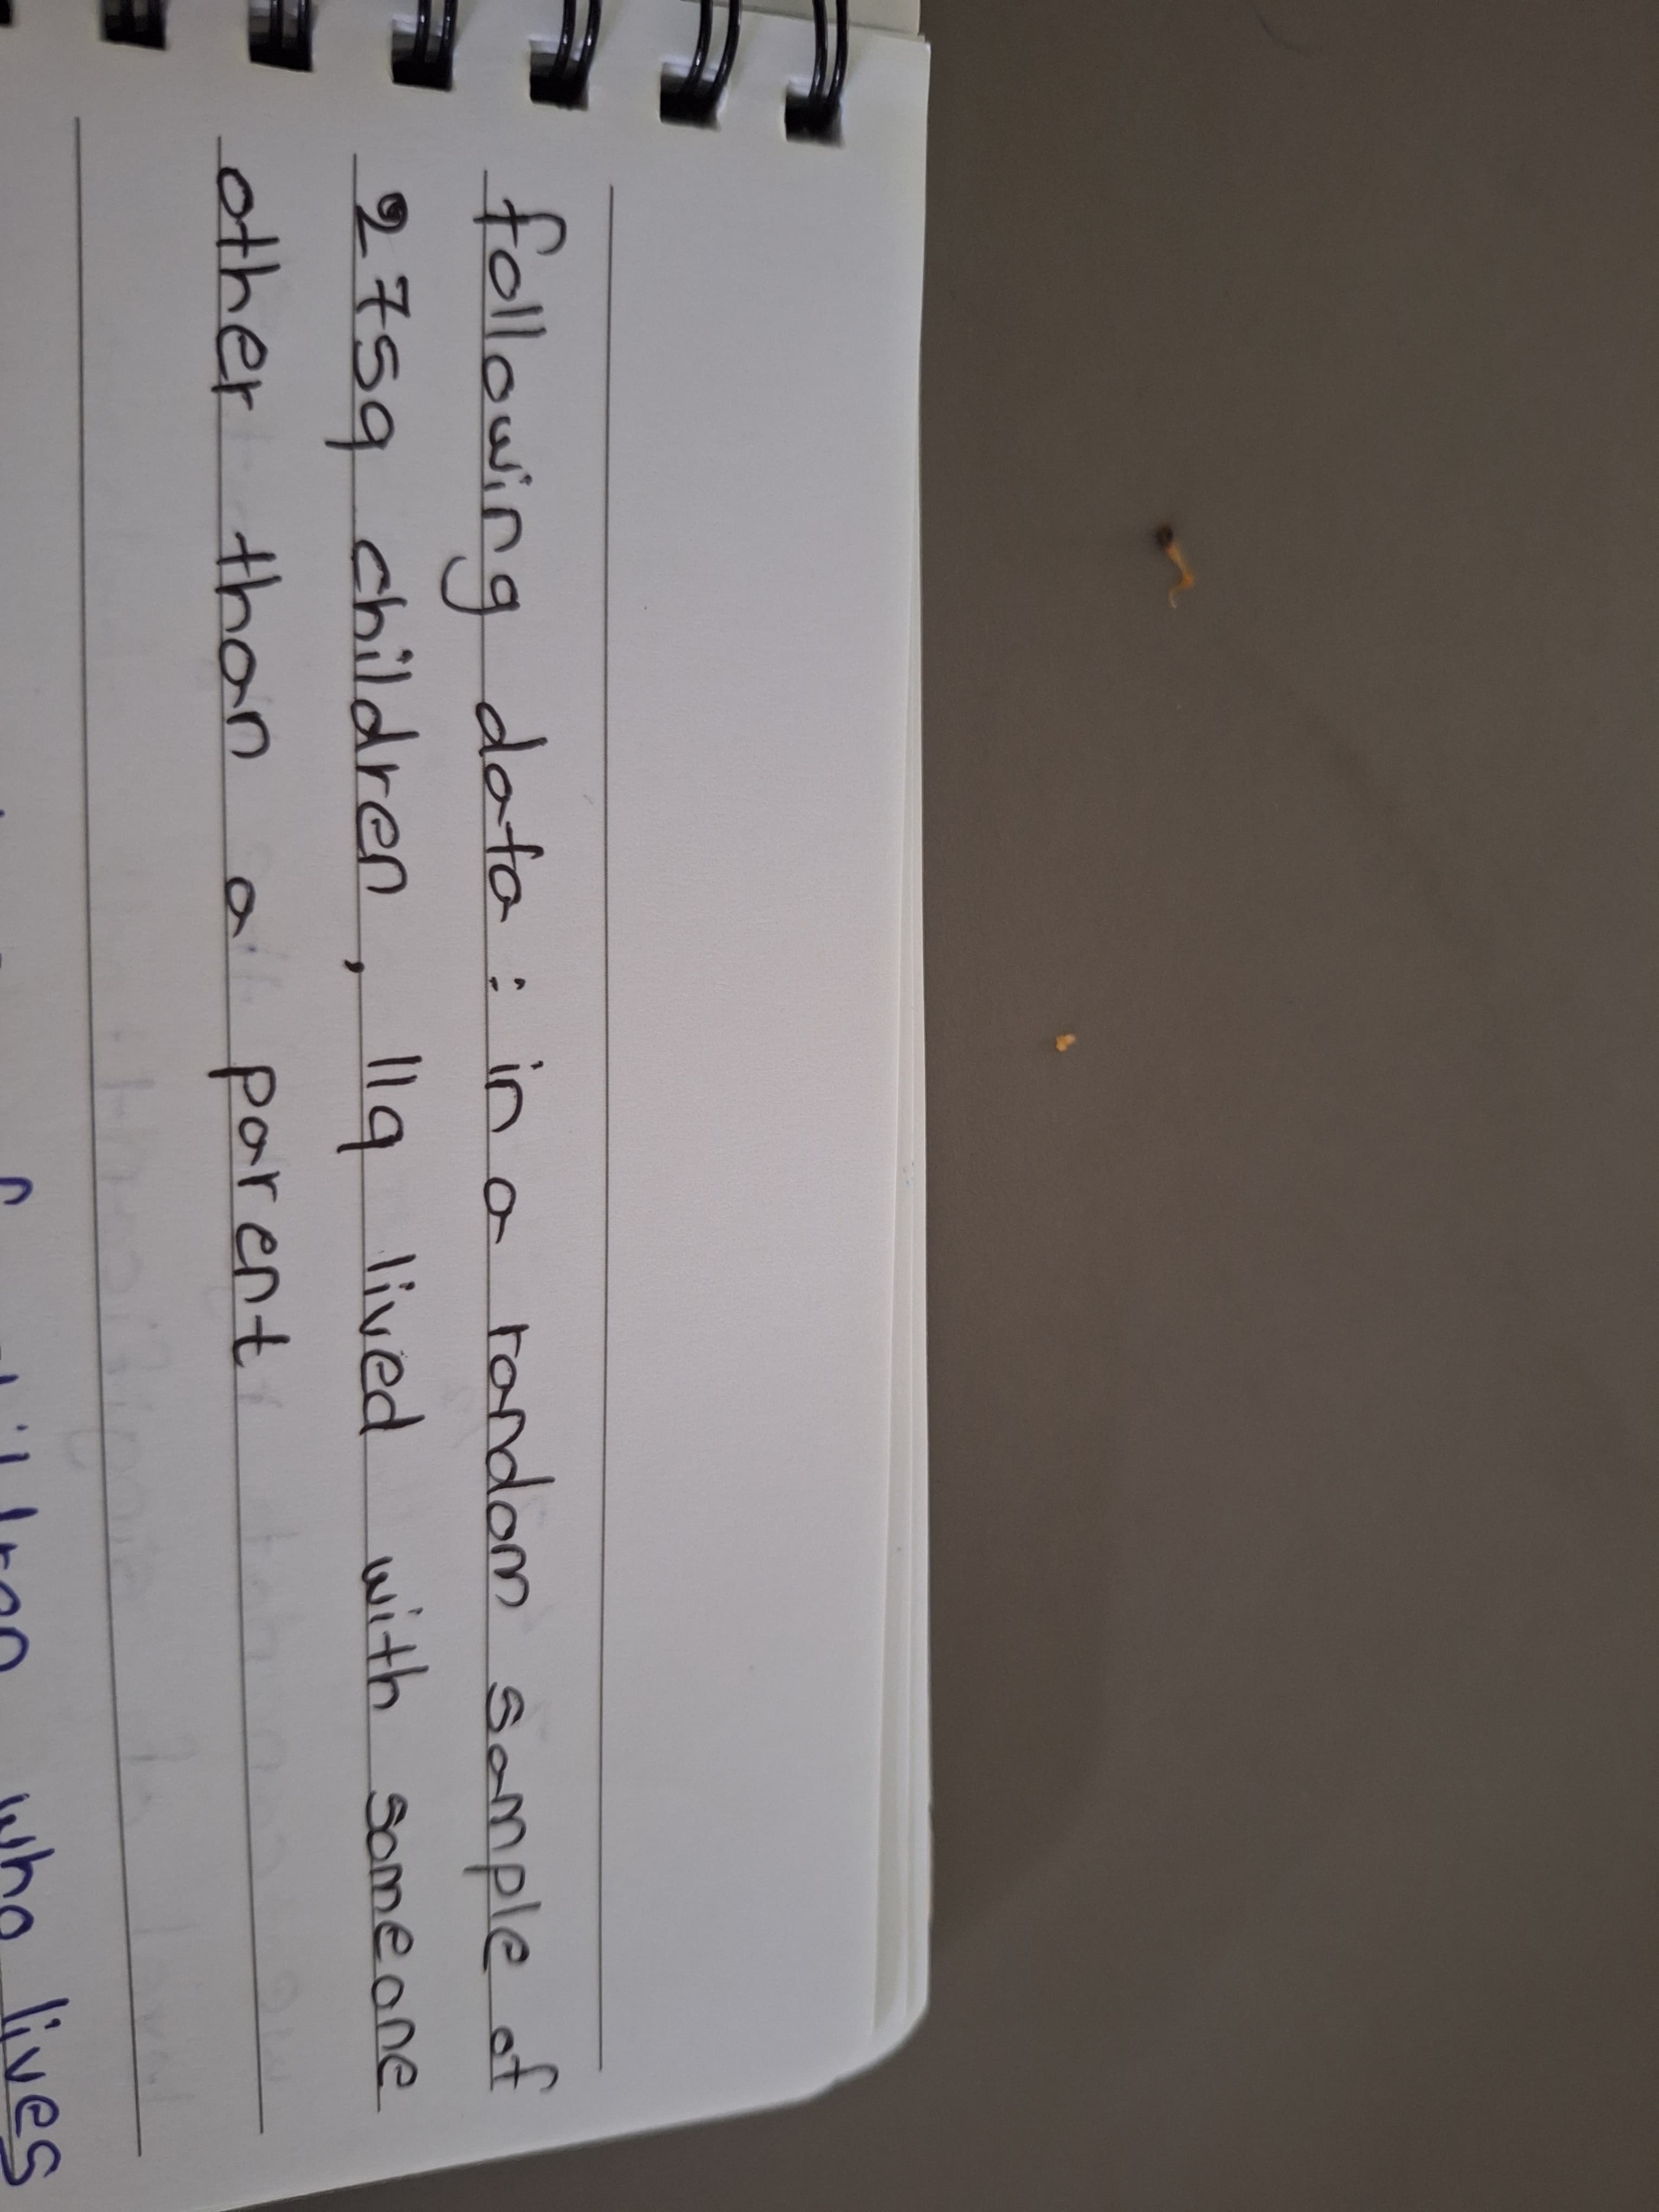 following data : in a random sample of
2759 children , 119 lived with someone
other than a parent
who lives